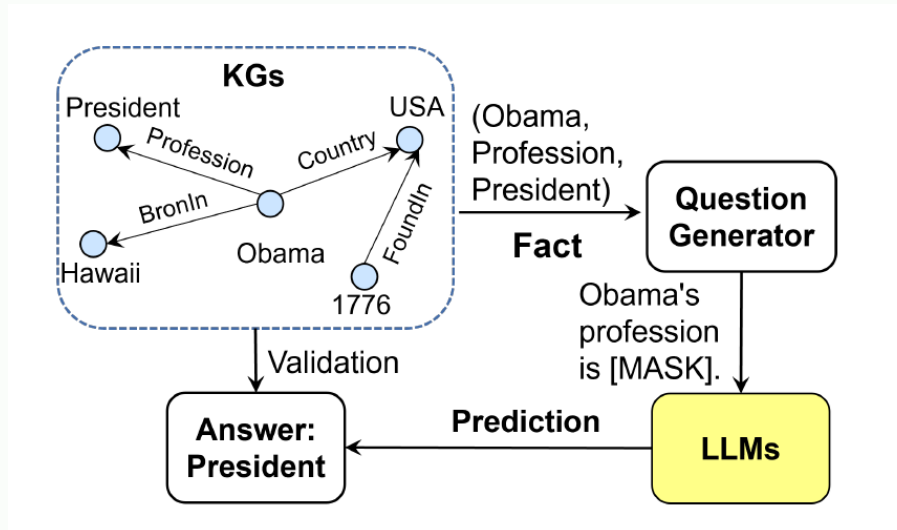 KGs
President
USA
Profession
Country
BronIn
FoundIn
Obama
Hawaii
1776
(Obama,
Profession,
President)
Fact
Question
Generator
Obama's
profession
is [MASK].
Validation
Answer:
President
Prediction
LLMs